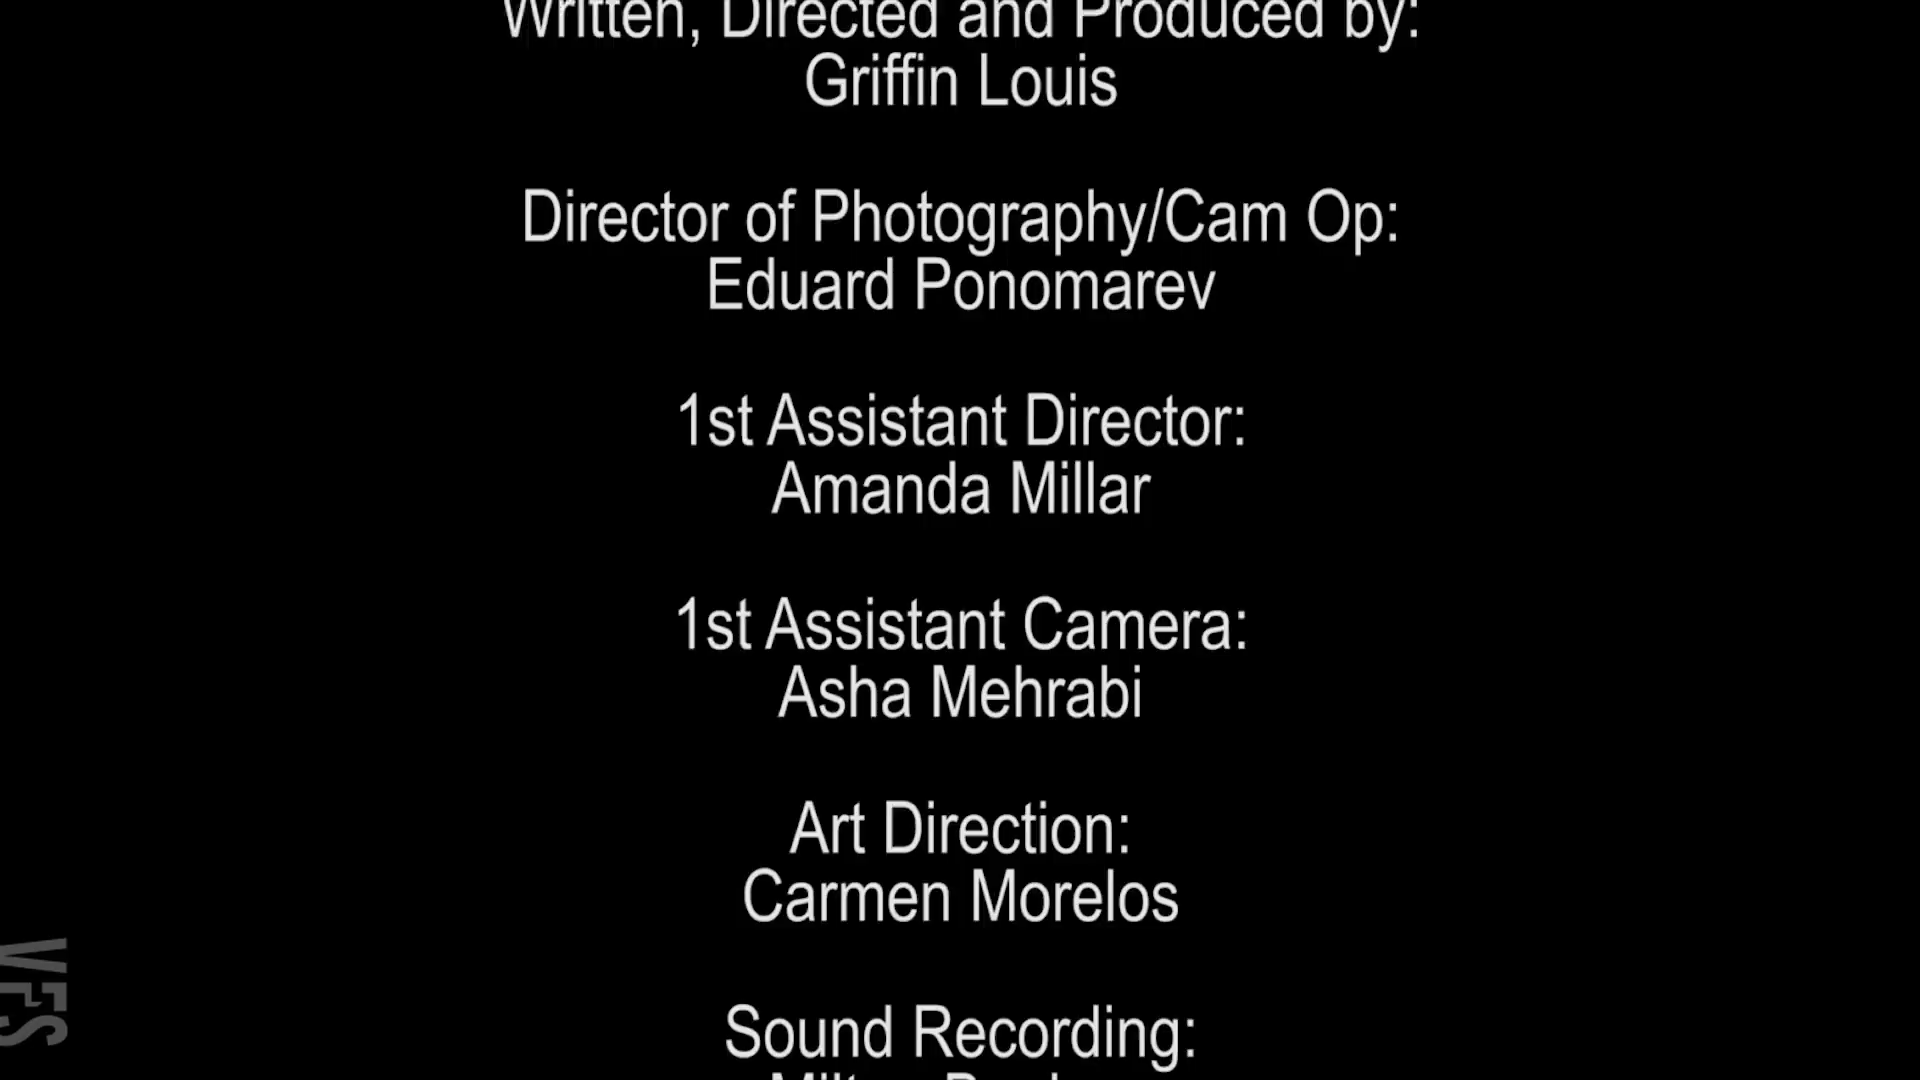 Written, Directed and Produced by:
Griffin Louis
Director of Photography/Cam Op:
Eduard Ponomarev
1st Assistant Director:
Amanda Millar
1st Assistant Camera:
Asha Mehrabi
Art Direction:
Carmen Morelos
Sound Recording:
VFS